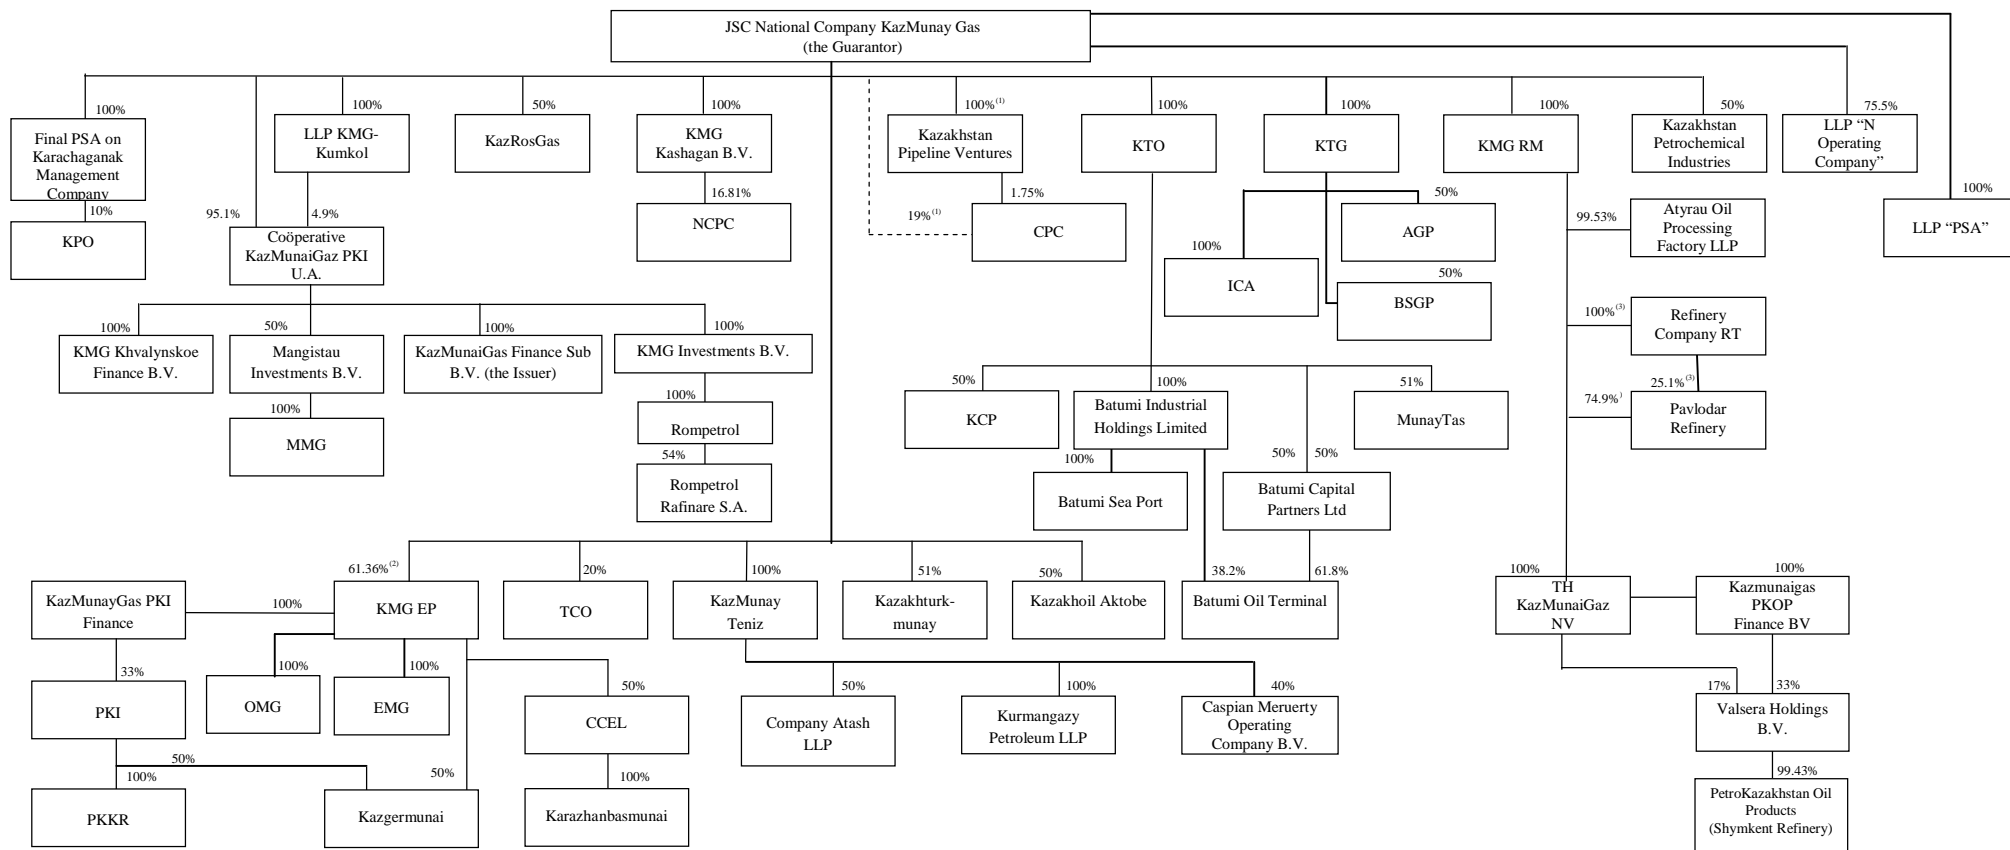 JSC National Company KazMunay Gas
(the Guarantor)
100%
50%
100%
100%
100%⁽¹⁾
100%
100%
100%
50%
75.5%
100%
Final PSA on
Karachaganak
Management
Company
LLP KMG-
Kumkol
KazRosGas
KMG
Kashagan B.V.
Kazakhstan
Pipeline Ventures
KTO
KTG
KMG RM
Kazakhstan
Petrochemical
Industries
LLP “N
Operating
Company”
100%
LLP “PSA”
10%
95.1%
4.9%
16.81%
19%⁽¹⁾
1.75%
50%
99.53%
KPO
Coöperative
KazMunaiGaz PKI
U.A.
NCPC
CPC
AGP
Atyrau Oil
Processing
Factory LLP
100%
ICA
50%
BSGP
100%
50%
100%
100%
100%⁽³⁾
KMG Khvalynskoe
Finance B.V.
Mangistau
Investments B.V.
KazMunaiGas Finance Sub
B.V. (the Issuer)
KMG Investments B.V.
Refinery
Company RT
100%
MMG
100%
Rompetrol
54%
Rompetrol
Rafinare S.A.
50%
100%
51%
25.1%⁽³⁾
74.9%⁾
KCP
Batumi Industrial
Holdings Limited
MunayTas
Pavlodar
Refinery
100%
50%
50%
Batumi Sea Port
Batumi Capital
Partners Ltd
61.36%⁽²⁾
20%
100%
51%
50%
38.2%
61.8%
100%
100%
KazMunayGas PKI
Finance
100%
KMG EP
TCO
KazMunay
Teniz
Kazakhturk-
munay
Kazakhoil Aktobe
Batumi Oil Terminal
TH
KazMunaiGaz
NV
Kazmunaigas
PKOP
Finance BV
33%
100%
100%
50%
50%
100%
40%
17%
33%
PKI
OMG
EMG
CCEL
Company Atash
LLP
Kurmangazy
Petroleum LLP
Caspian Meruerty
Operating
Company B.V.
Valsera Holdings
B.V.
50%
100%
50%
100%
99.43%
PKKR
Kazgermunai
Karazhanbasmunai
PetroKazakhstan Oil
Products
(Shymkent Refinery)